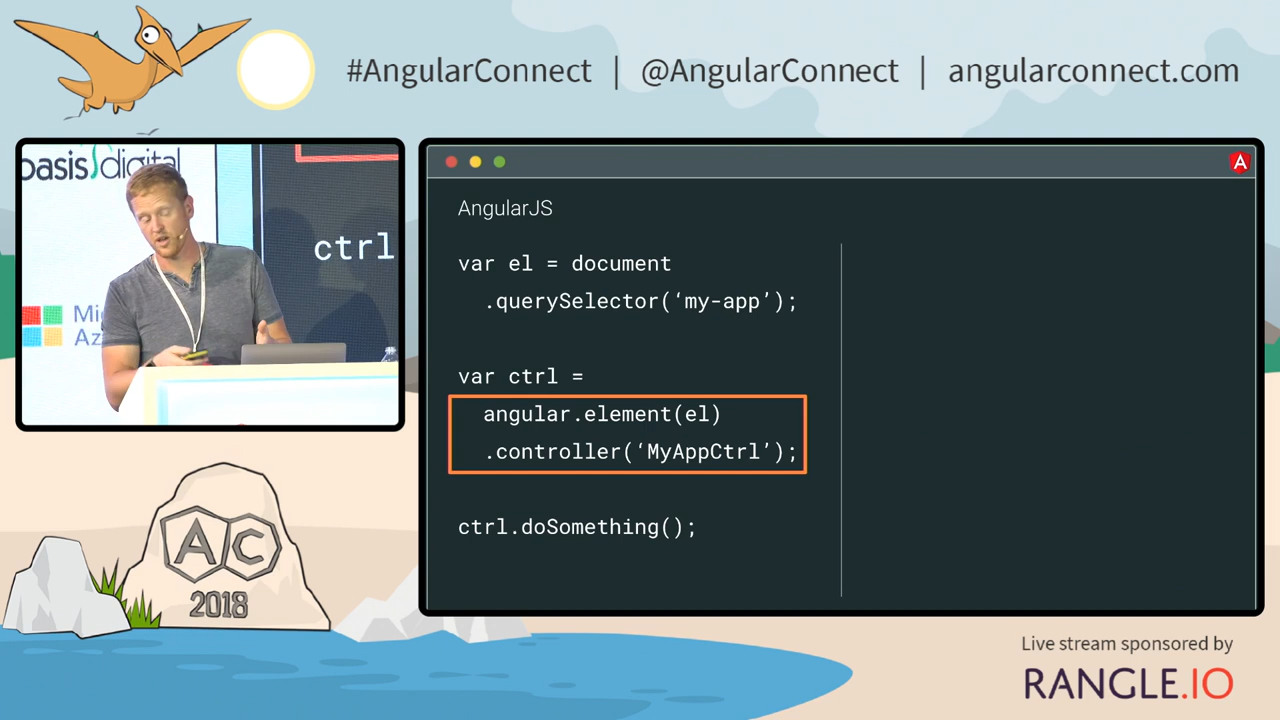 #AngularConnect | @AngularConnect | angularconnect.com
oasis digital
ctrl
AngularJS
var el = document
.querySelector(‘my-app’);
var ctrl =
angular.element(el)
.controller(‘MyAppCtrl’);
ctrl.doSomething();
AC
2018
Live stream sponsored by
RANGLE.IO